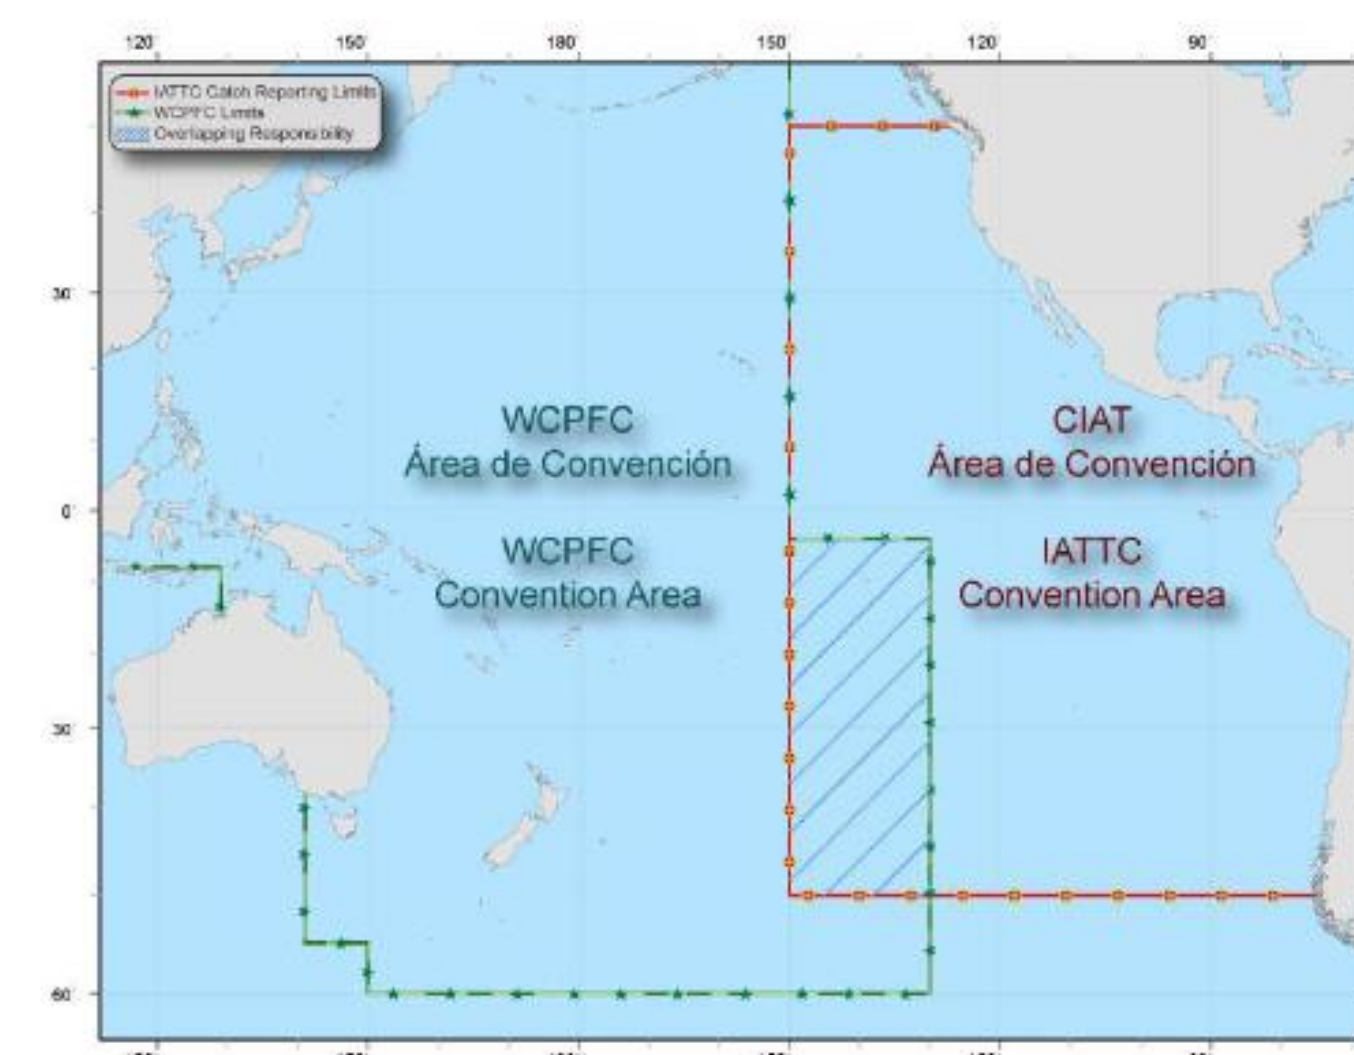 120° 150° 180° 150° 120° 90°
IATTC Catch Reporting Limits
WCPFC Limits
Overlapping Responsibility
30°
WCPFC
Área de Convención
CIAT
Área de Convención
0°
WCPFC
Convention Area
IATTC
Convention Area
30°
60°